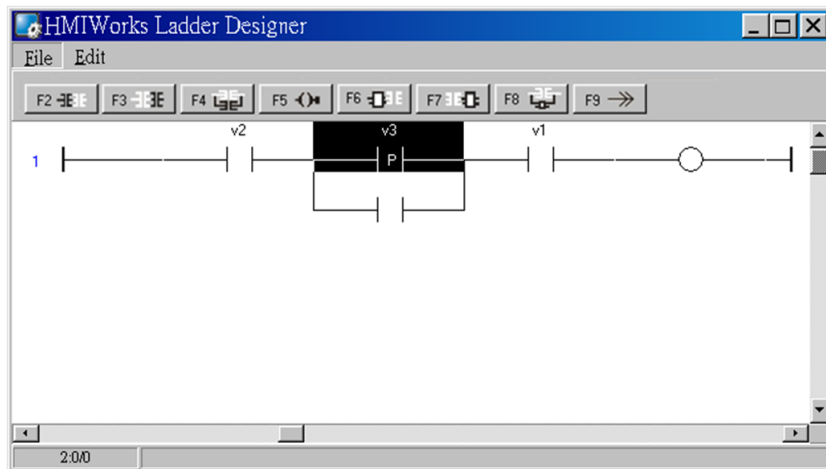 HMIWorks Ladder Designer
File Edit
F2 F3 F4 F5 F6 F7 F8 F9
v2 v3 v1
1 P
2:0/0